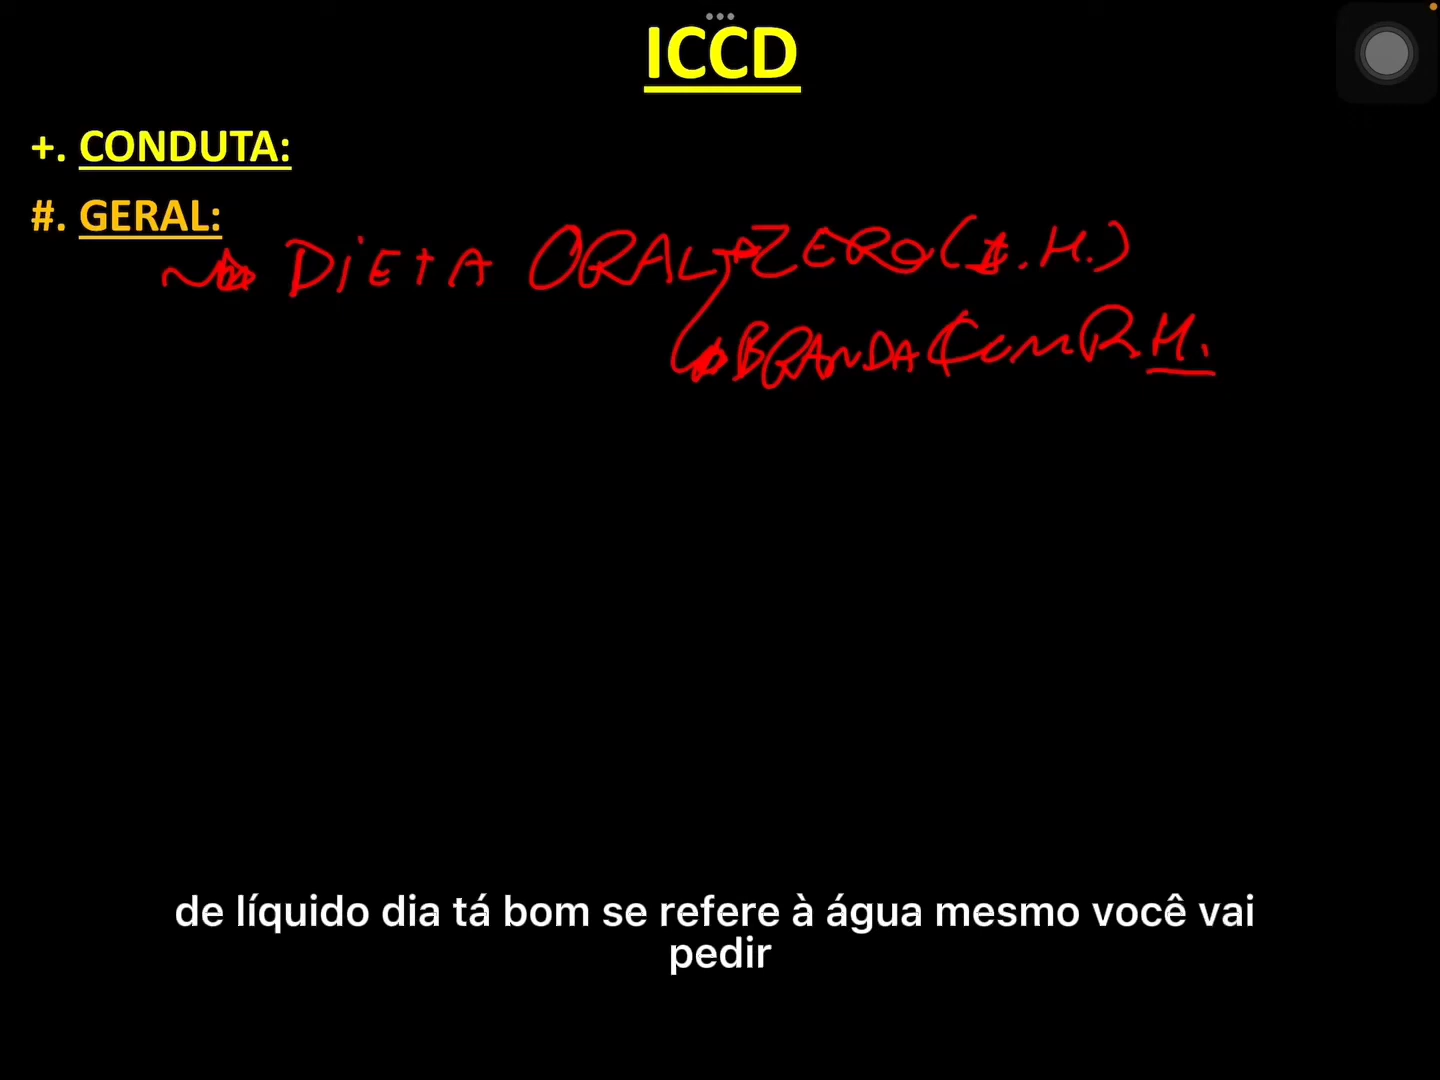 ICCD
+. CONDUTA:
#. GERAL:
DIETA ORAL → ZERO (I.H.)
BRANDA COM R.H.
de líquido dia tá bom se refere à água mesmo você vai
pedir